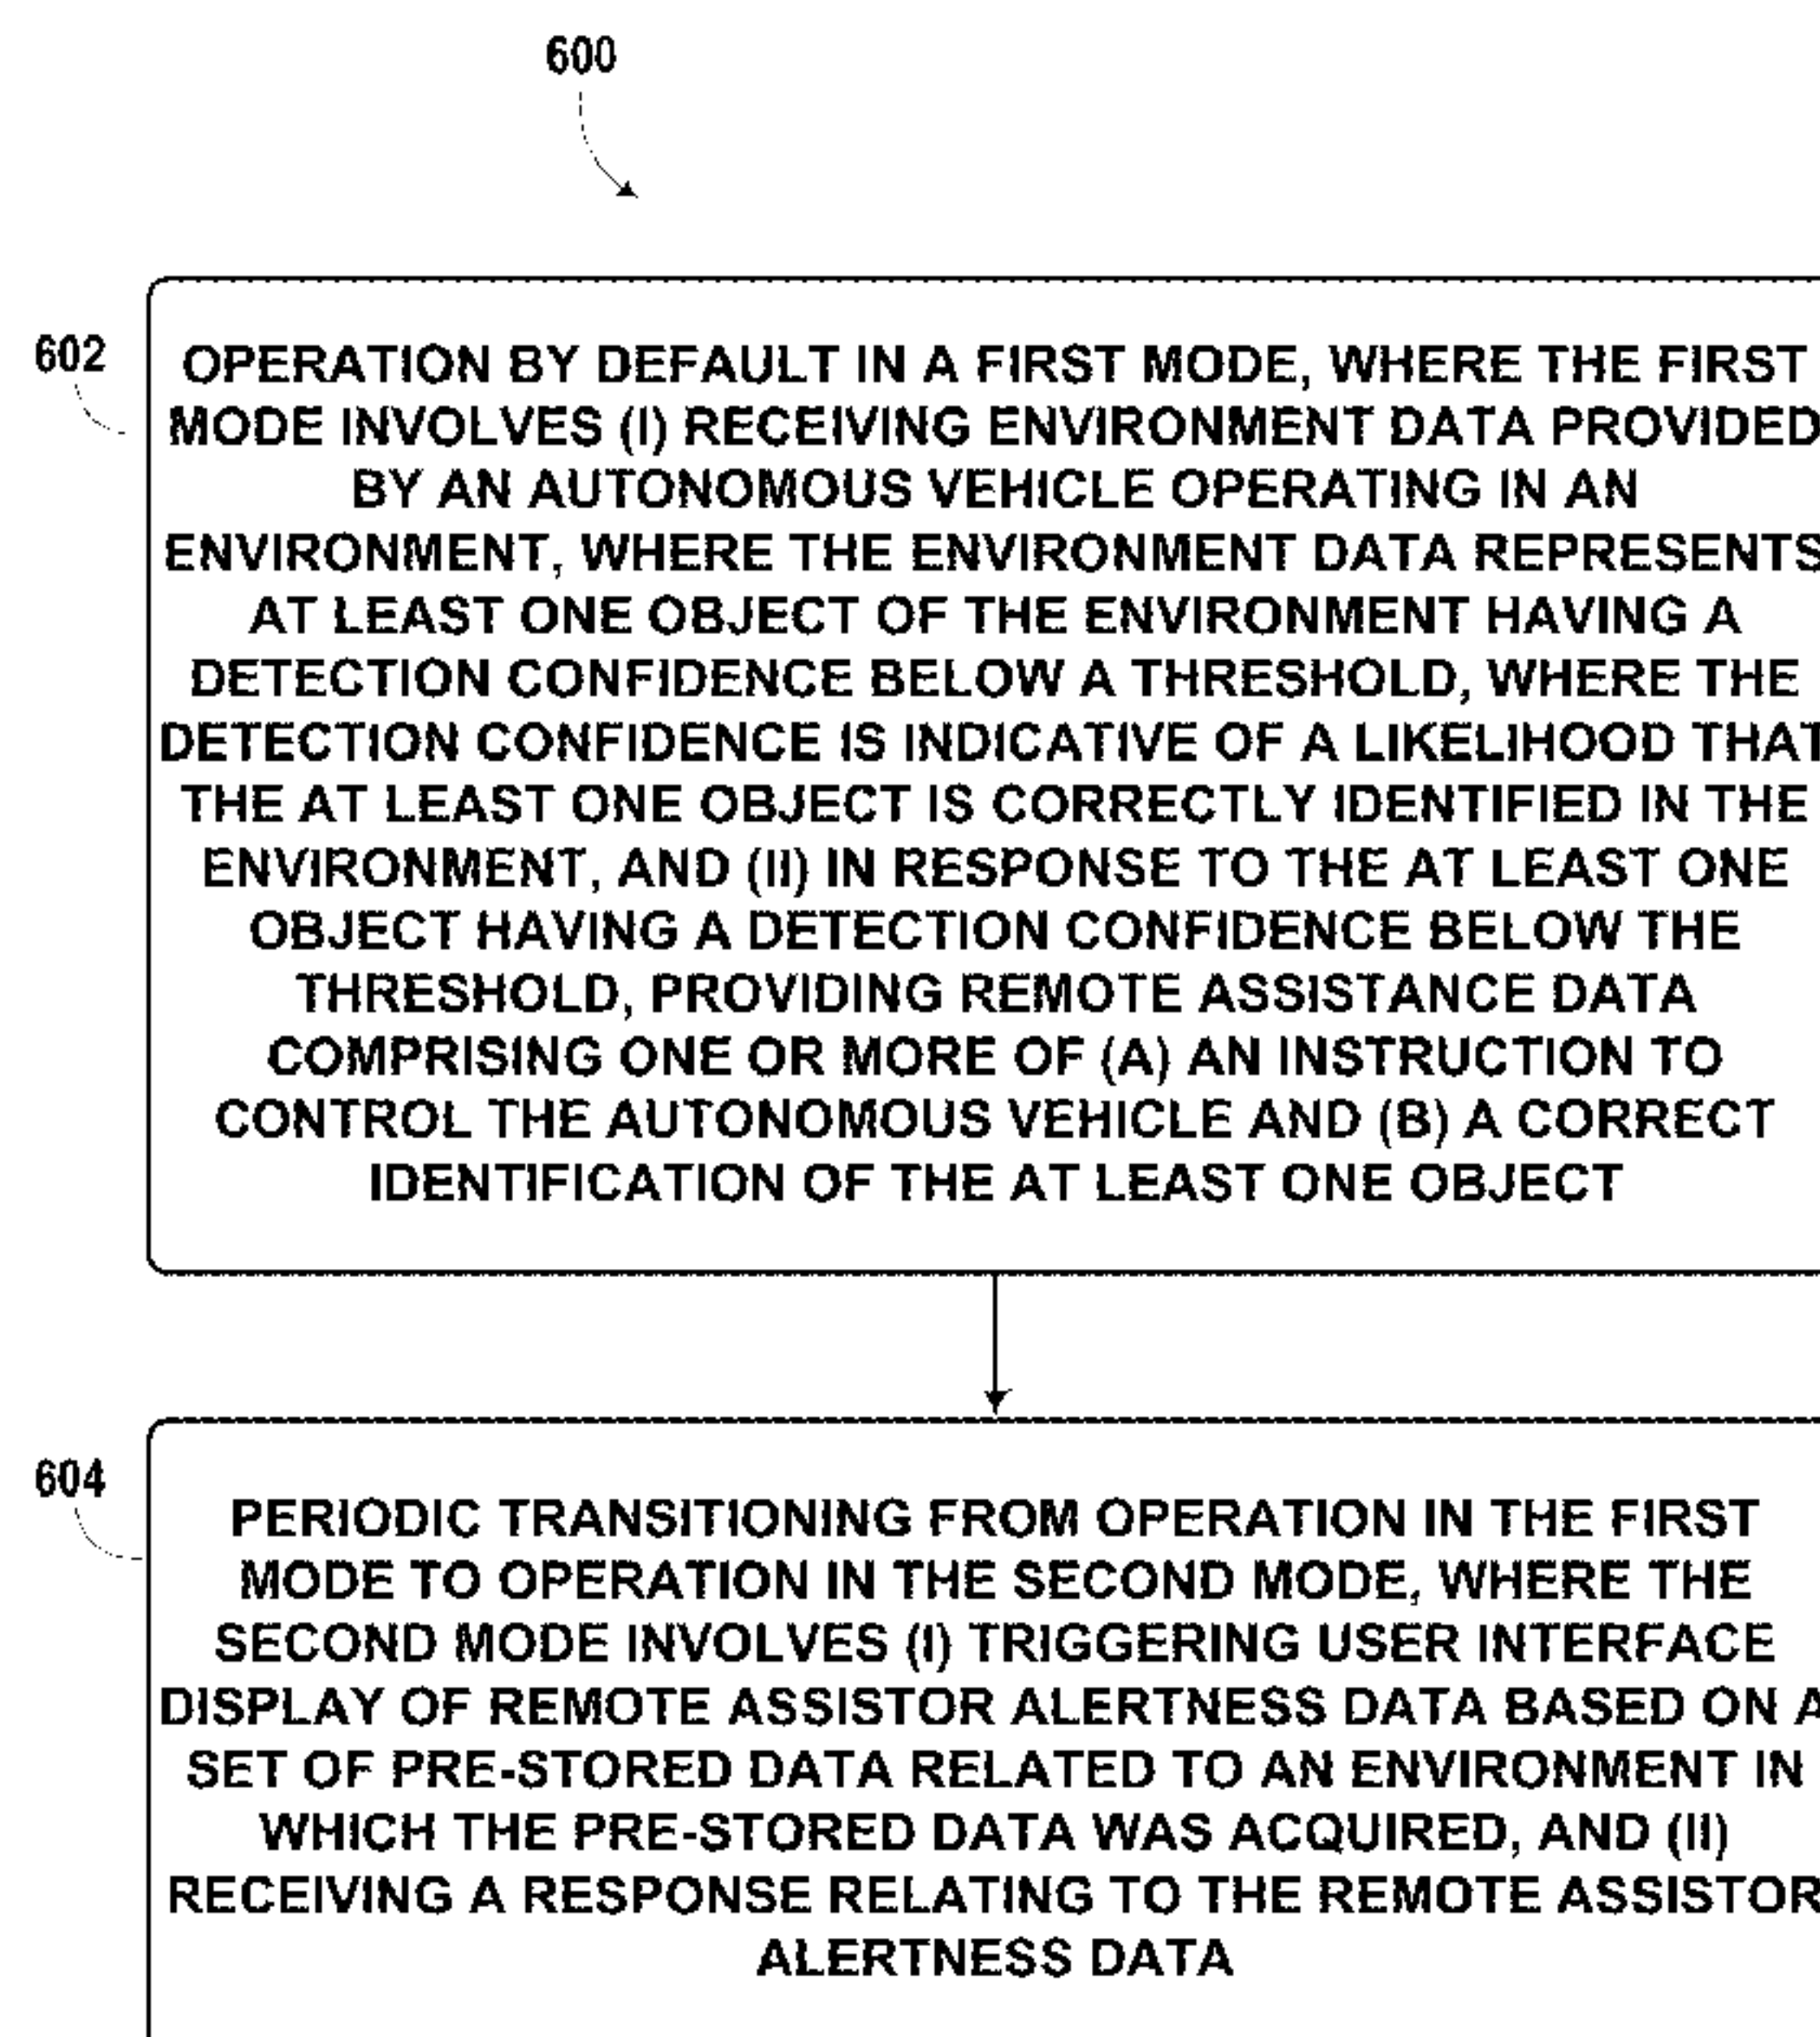 600
602
OPERATION BY DEFAULT IN A FIRST MODE, WHERE THE FIRST
MODE INVOLVES (I) RECEIVING ENVIRONMENT DATA PROVIDED
BY AN AUTONOMOUS VEHICLE OPERATING IN AN
ENVIRONMENT, WHERE THE ENVIRONMENT DATA REPRESENTS
AT LEAST ONE OBJECT OF THE ENVIRONMENT HAVING A
DETECTION CONFIDENCE BELOW A THRESHOLD, WHERE THE
DETECTION CONFIDENCE IS INDICATIVE OF A LIKELIHOOD THAT
THE AT LEAST ONE OBJECT IS CORRECTLY IDENTIFIED IN THE
ENVIRONMENT, AND (II) IN RESPONSE TO THE AT LEAST ONE
OBJECT HAVING A DETECTION CONFIDENCE BELOW THE
THRESHOLD, PROVIDING REMOTE ASSISTANCE DATA
COMPRISING ONE OR MORE OF (A) AN INSTRUCTION TO
CONTROL THE AUTONOMOUS VEHICLE AND (B) A CORRECT
IDENTIFICATION OF THE AT LEAST ONE OBJECT
604
PERIODIC TRANSITIONING FROM OPERATION IN THE FIRST
MODE TO OPERATION IN THE SECOND MODE, WHERE THE
SECOND MODE INVOLVES (I) TRIGGERING USER INTERFACE
DISPLAY OF REMOTE ASSISTOR ALERTNESS DATA BASED ON A
SET OF PRE-STORED DATA RELATED TO AN ENVIRONMENT IN
WHICH THE PRE-STORED DATA WAS ACQUIRED, AND (II)
RECEIVING A RESPONSE RELATING TO THE REMOTE ASSISTOR
ALERTNESS DATA